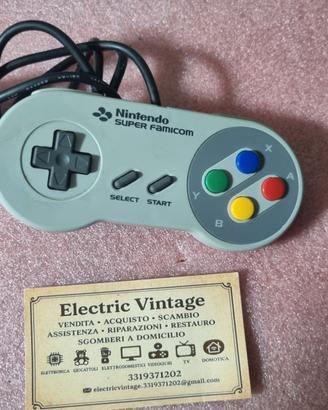 Nintendo
SUPER FAMICOM
X
A
Y
B
SELECT START
Electric Vintage
VENDITA • ACQUISTO • SCAMBIO
ASSISTENZA • RIPARAZIONI • RESTAURO
SGOMBERI A DOMICILIO
ELETTRONICA GIOCATTOLI ELETTRODOMESTICI VIDEOGIOCHI TV DOMOTICA
3319371202
electricvintage.3319371202@gmail.com